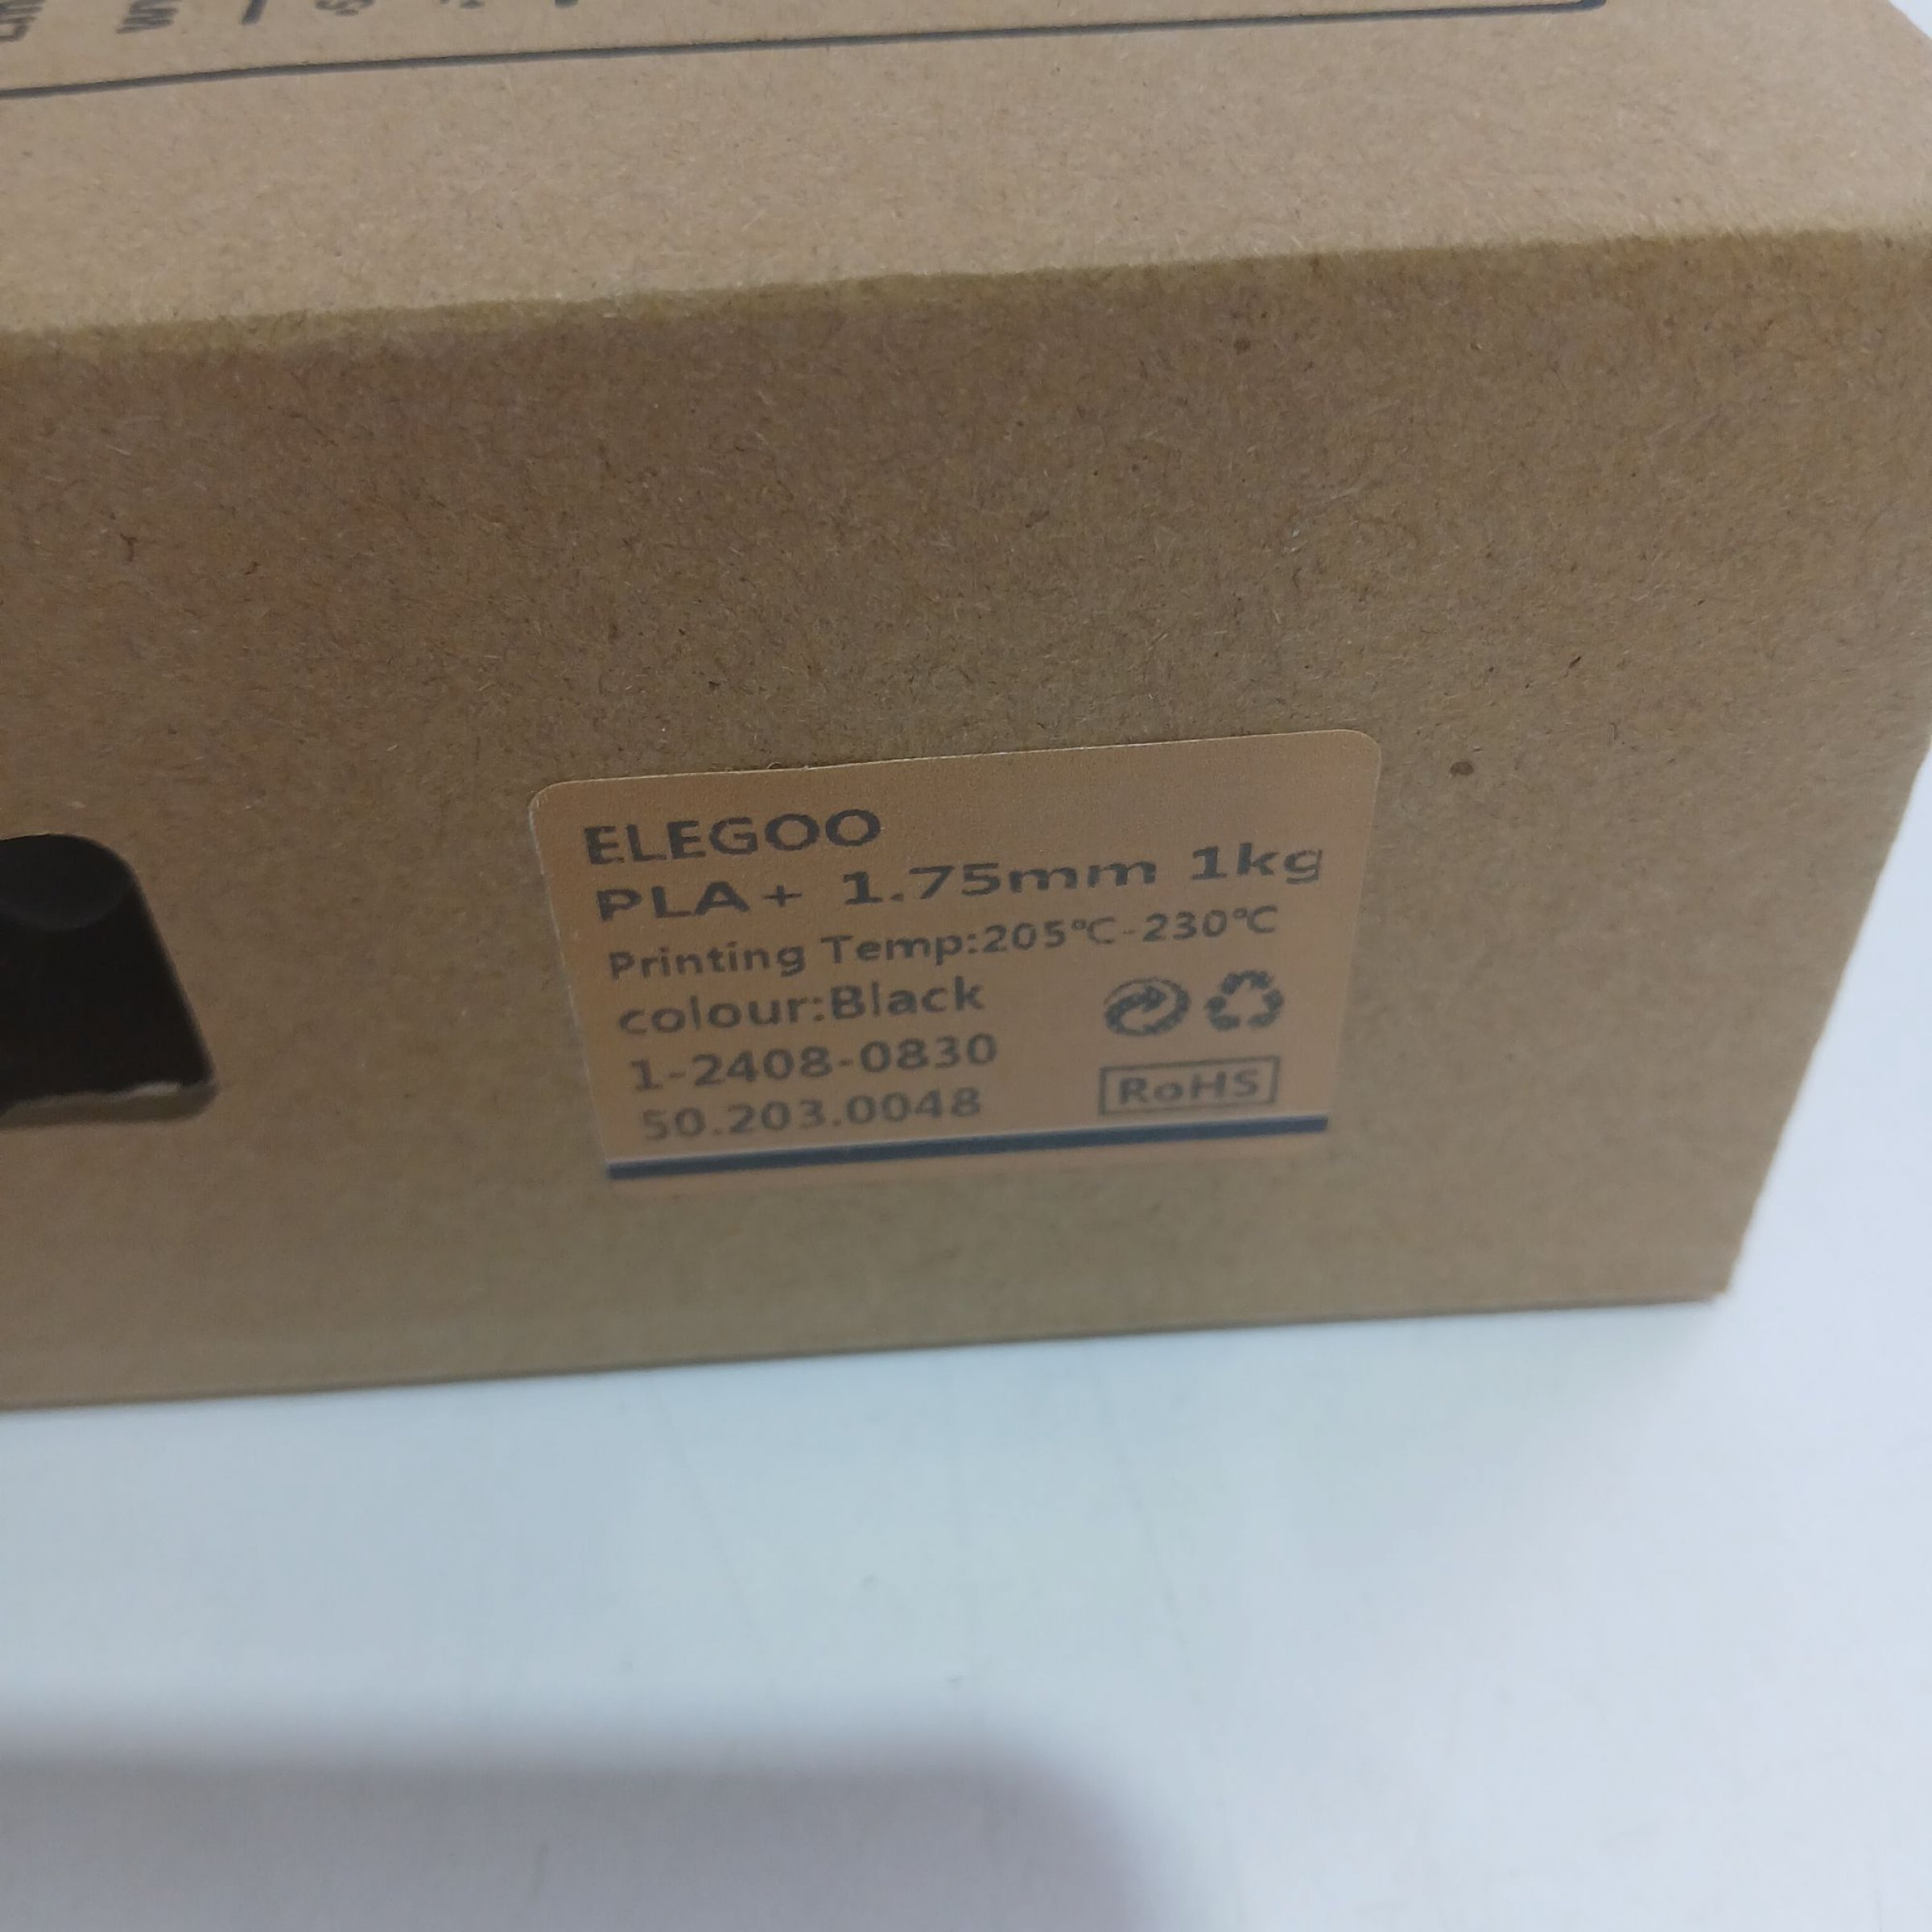 ELEGOO
PLA+ 1.75mm 1kg
Printing Temp:205℃-230℃
colour:Black
1-2408-0830
50.203.0048
RoHS